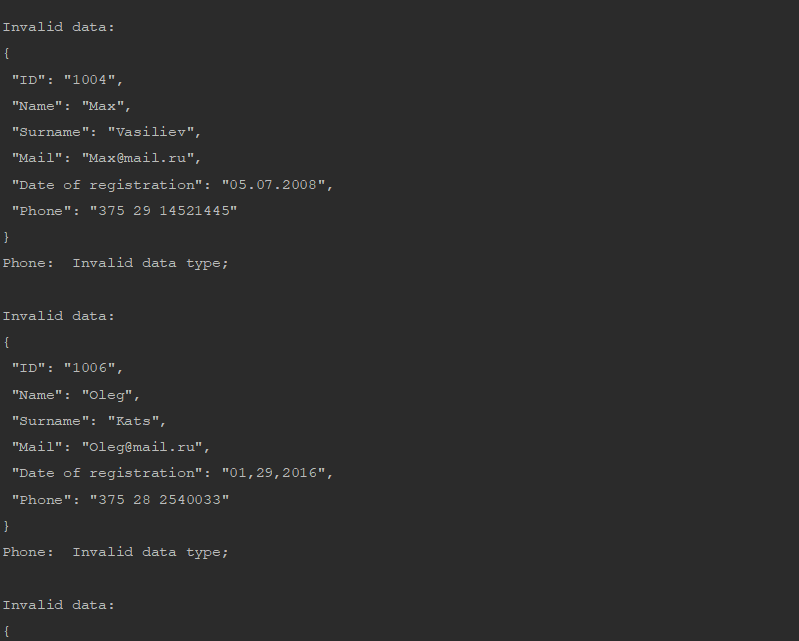 Invalid data:
{
"ID": "1004",
"Name": "Max",
"Surname": "Vasiliev",
"Mail": "Max@mail.ru",
"Date of registration": "05.07.2008",
"Phone": "375 29 14521445"
}
Phone:  Invalid data type;
Invalid data:
{
"ID": "1006",
"Name": "Oleg",
"Surname": "Kats",
"Mail": "Oleg@mail.ru",
"Date of registration": "01,29,2016",
"Phone": "375 28 2540033"
}
Phone:  Invalid data type;
Invalid data:
{